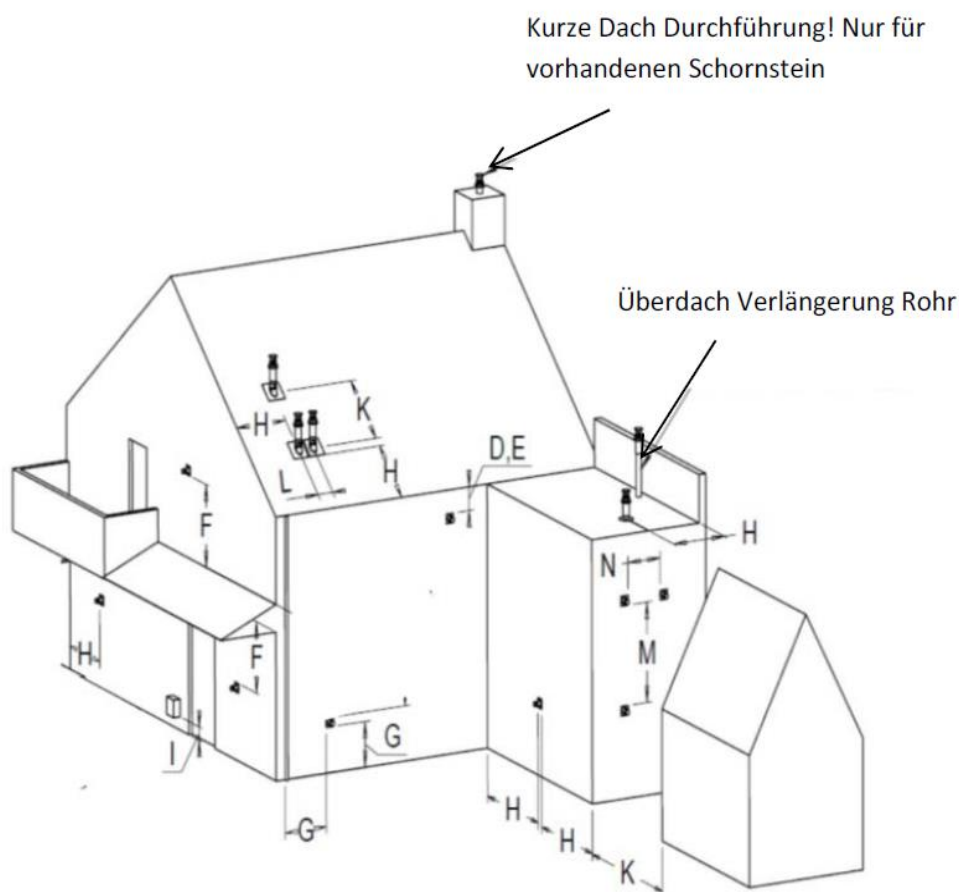 Kurze Dach Durchführung! Nur für
vorhandenen Schornstein
Überdach Verlängerung Rohr
K
H
D,E
L
H
F
H
N
F
M
H
G
I
G
H
H
K